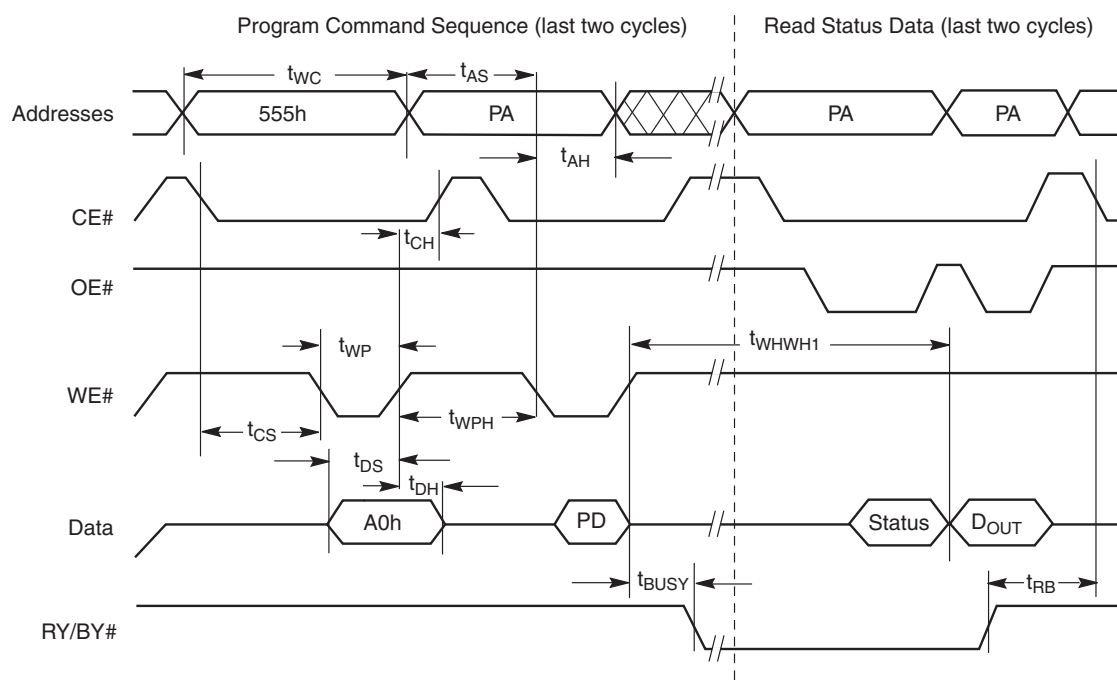 Program Command Sequence (last two cycles)
Read Status Data (last two cycles)
tWC
tAS
Addresses
555h
PA
PA
PA
tAH
CE#
tCH
OE#
tWP
tWHWH1
WE#
tCS
tWPH
tDS
tDH
Data
A0h
PD
Status
DOUT
tBUSY
tRB
RY/BY#